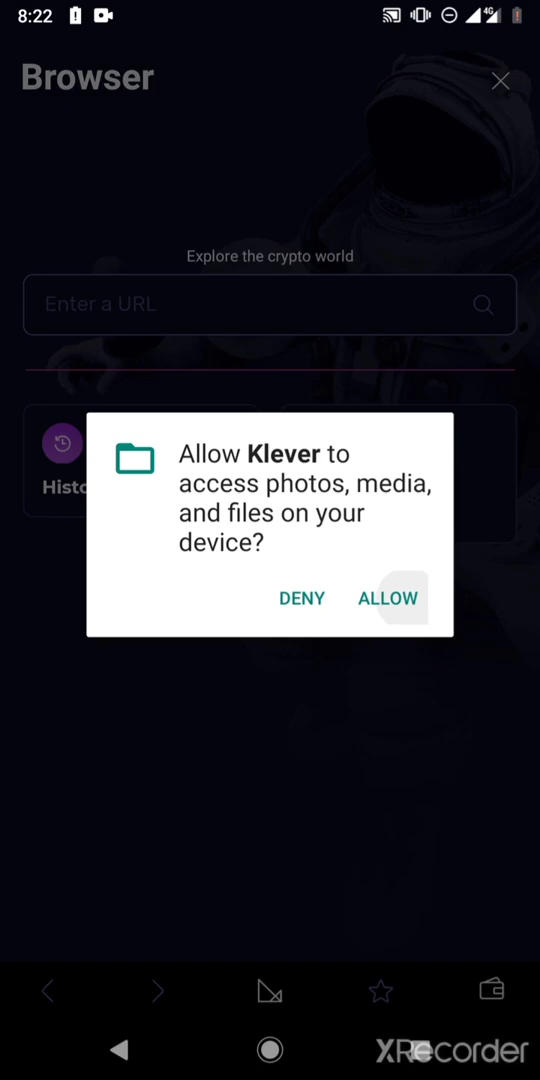 8:22
4G
Browser
Explore the crypto world
Enter a URL
Histo
Allow Klever to
access photos, media,
and files on your
device?
DENY ALLOW
XRecorder